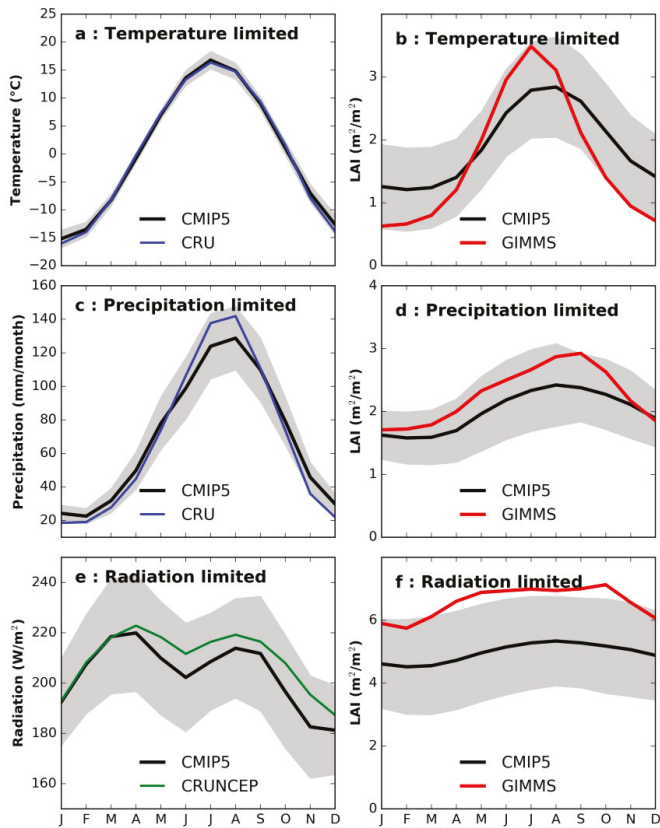 a : Temperature limited
Temperature (°C)
25
20
15
10
5
0
−5
−10
−15
−20
CMIP5
CRU
b : Temperature limited
LAI (m²/m²)
3
2
1
0
CMIP5
GIMMS
c : Precipitation limited
Precipitation (mm/month)
160
140
120
100
80
60
40
20
CMIP5
CRU
d : Precipitation limited
LAI (m²/m²)
4
3
2
1
0
CMIP5
GIMMS
e : Radiation limited
Radiation (W/m²)
240
220
200
180
160
CMIP5
CRUNCEP
J F M A M J J A S O N D
f : Radiation limited
LAI (m²/m²)
6
4
2
0
CMIP5
GIMMS
J F M A M J J A S O N D